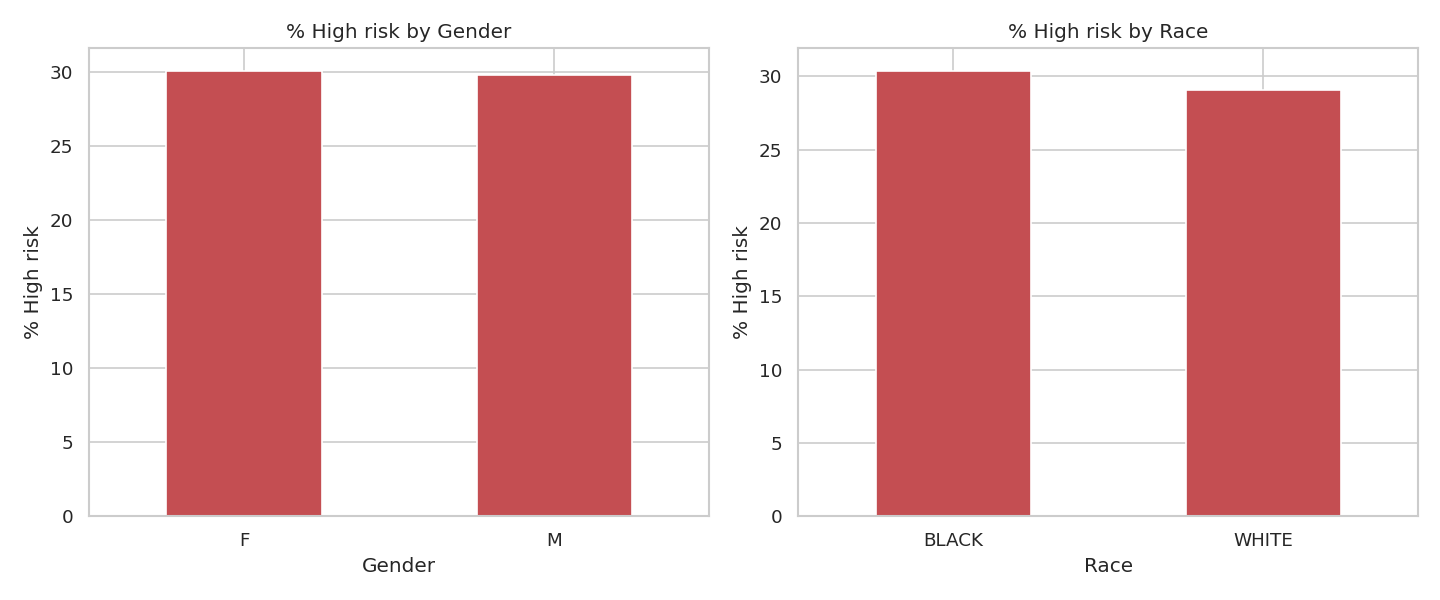 % High risk by Gender
% High risk
30
25
20
15
10
5
0
F
M
Gender
% High risk by Race
% High risk
30
25
20
15
10
5
0
BLACK
WHITE
Race